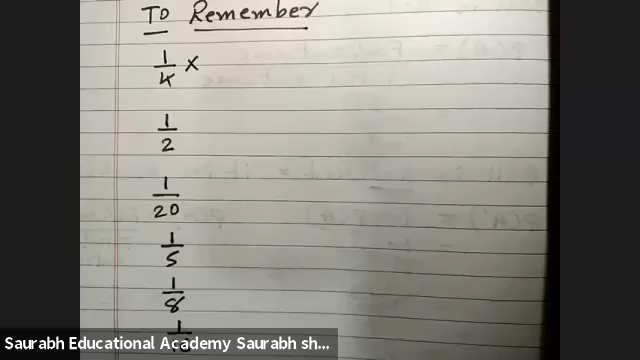 To Remember
1/4 ×
1/2
1/20
1/5
1/8
Saurabh Educational Academy Saurabh sh...